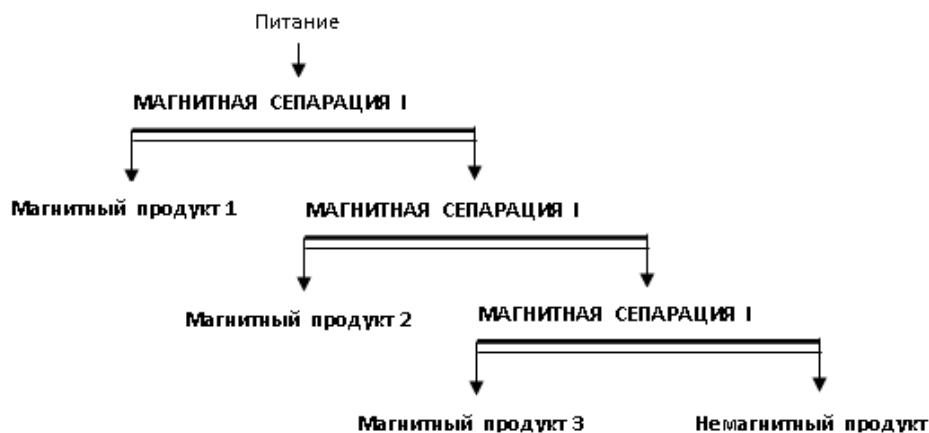 Питание
МАГНИТНАЯ СЕПАРАЦИЯ I
Магнитный продукт 1
МАГНИТНАЯ СЕПАРАЦИЯ I
Магнитный продукт 2
МАГНИТНАЯ СЕПАРАЦИЯ I
Магнитный продукт 3
Немагнитный продукт